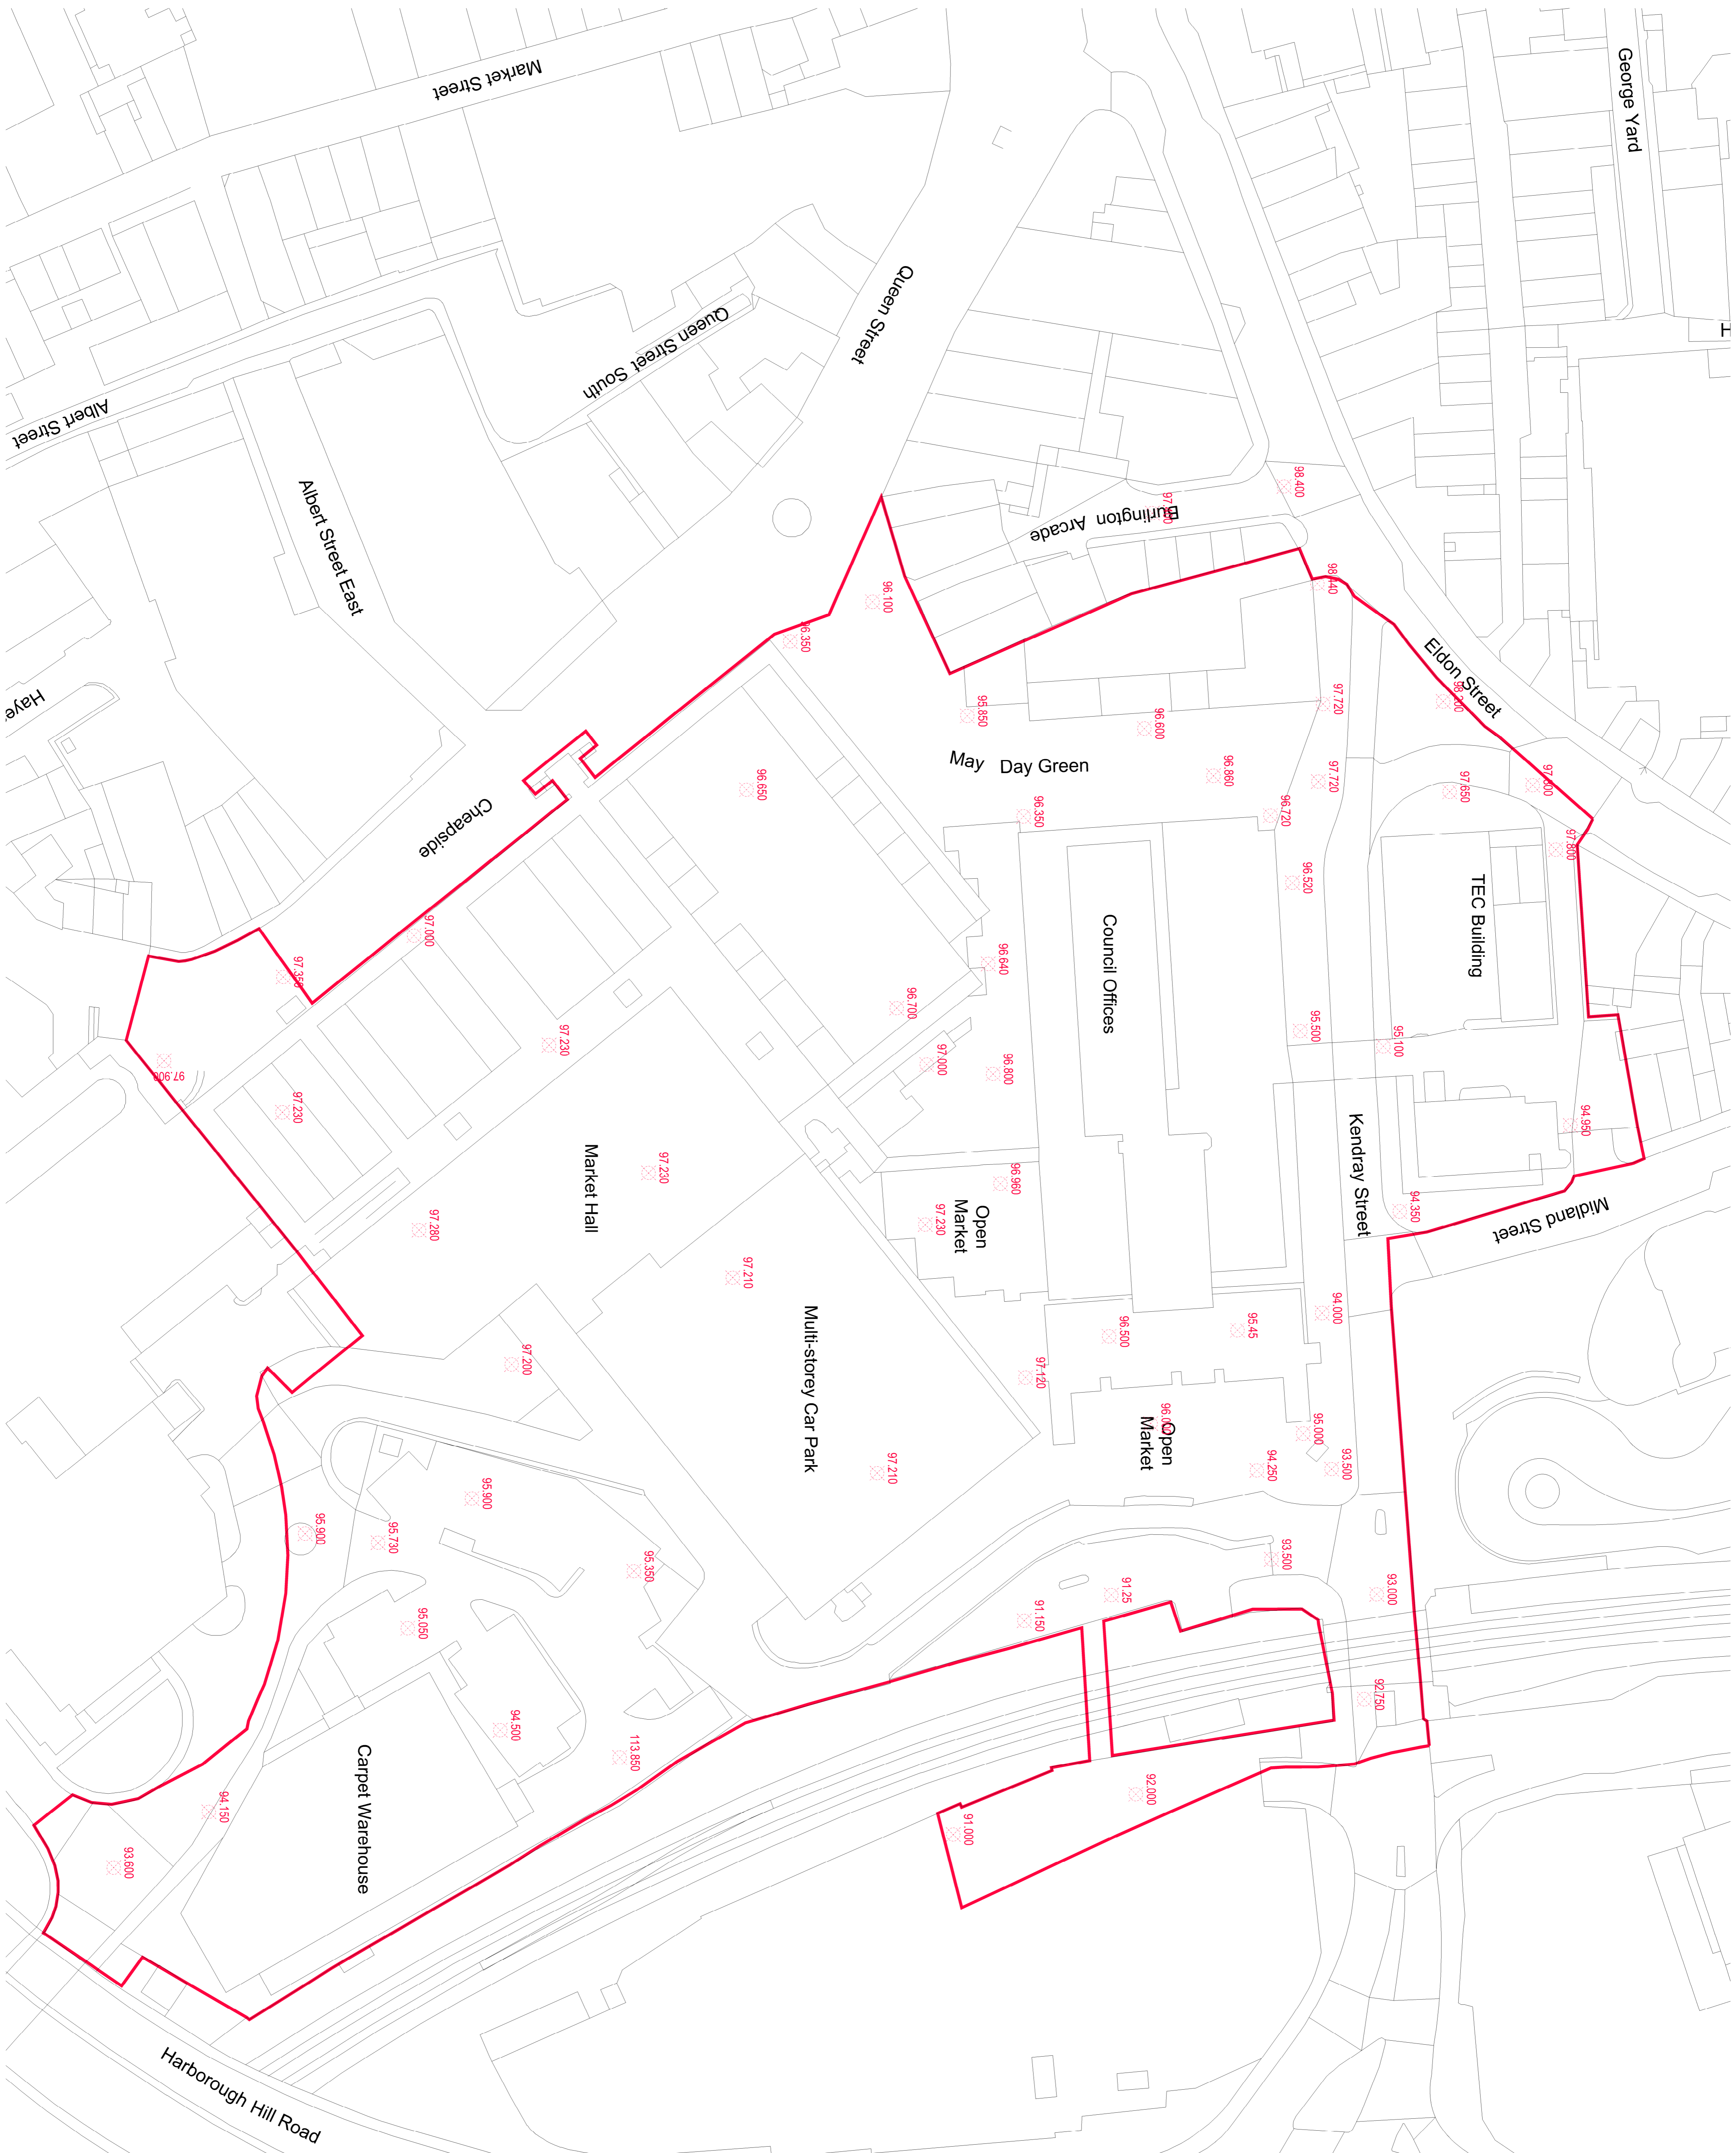 George Yard
Market Street
H
Queen Street
Queen Street South
Albert Street
98.400
Albert Street East
Burlington Arcade
98.440
96.100
96.350
Eldon Street
Haye
95.850
97.720
96.600
May Day Green
96.650
96.860
97.720
97.650
96.350
96.720
Cheapside
97.800
96.520
TEC Building
97.000
Council Offices
96.640
97.350
96.700
97.230
95.500
95.100
97.000
96.800
97.900
97.230
94.950
Kendray Street
Market Hall
97.230
96.960
94.350
Midland Street
97.280
97.230
Open
Market
97.210
94.000
95.45
96.500
97.200
Multi-storey Car Park
97.120
Open
Market
95.000
93.500
94.250
97.210
95.900
95.900
95.730
95.350
93.500
93.000
91.25
91.150
95.050
92.750
94.500
113.850
92.000
94.150
Carpet Warehouse
91.000
93.600
Harborough Hill Road